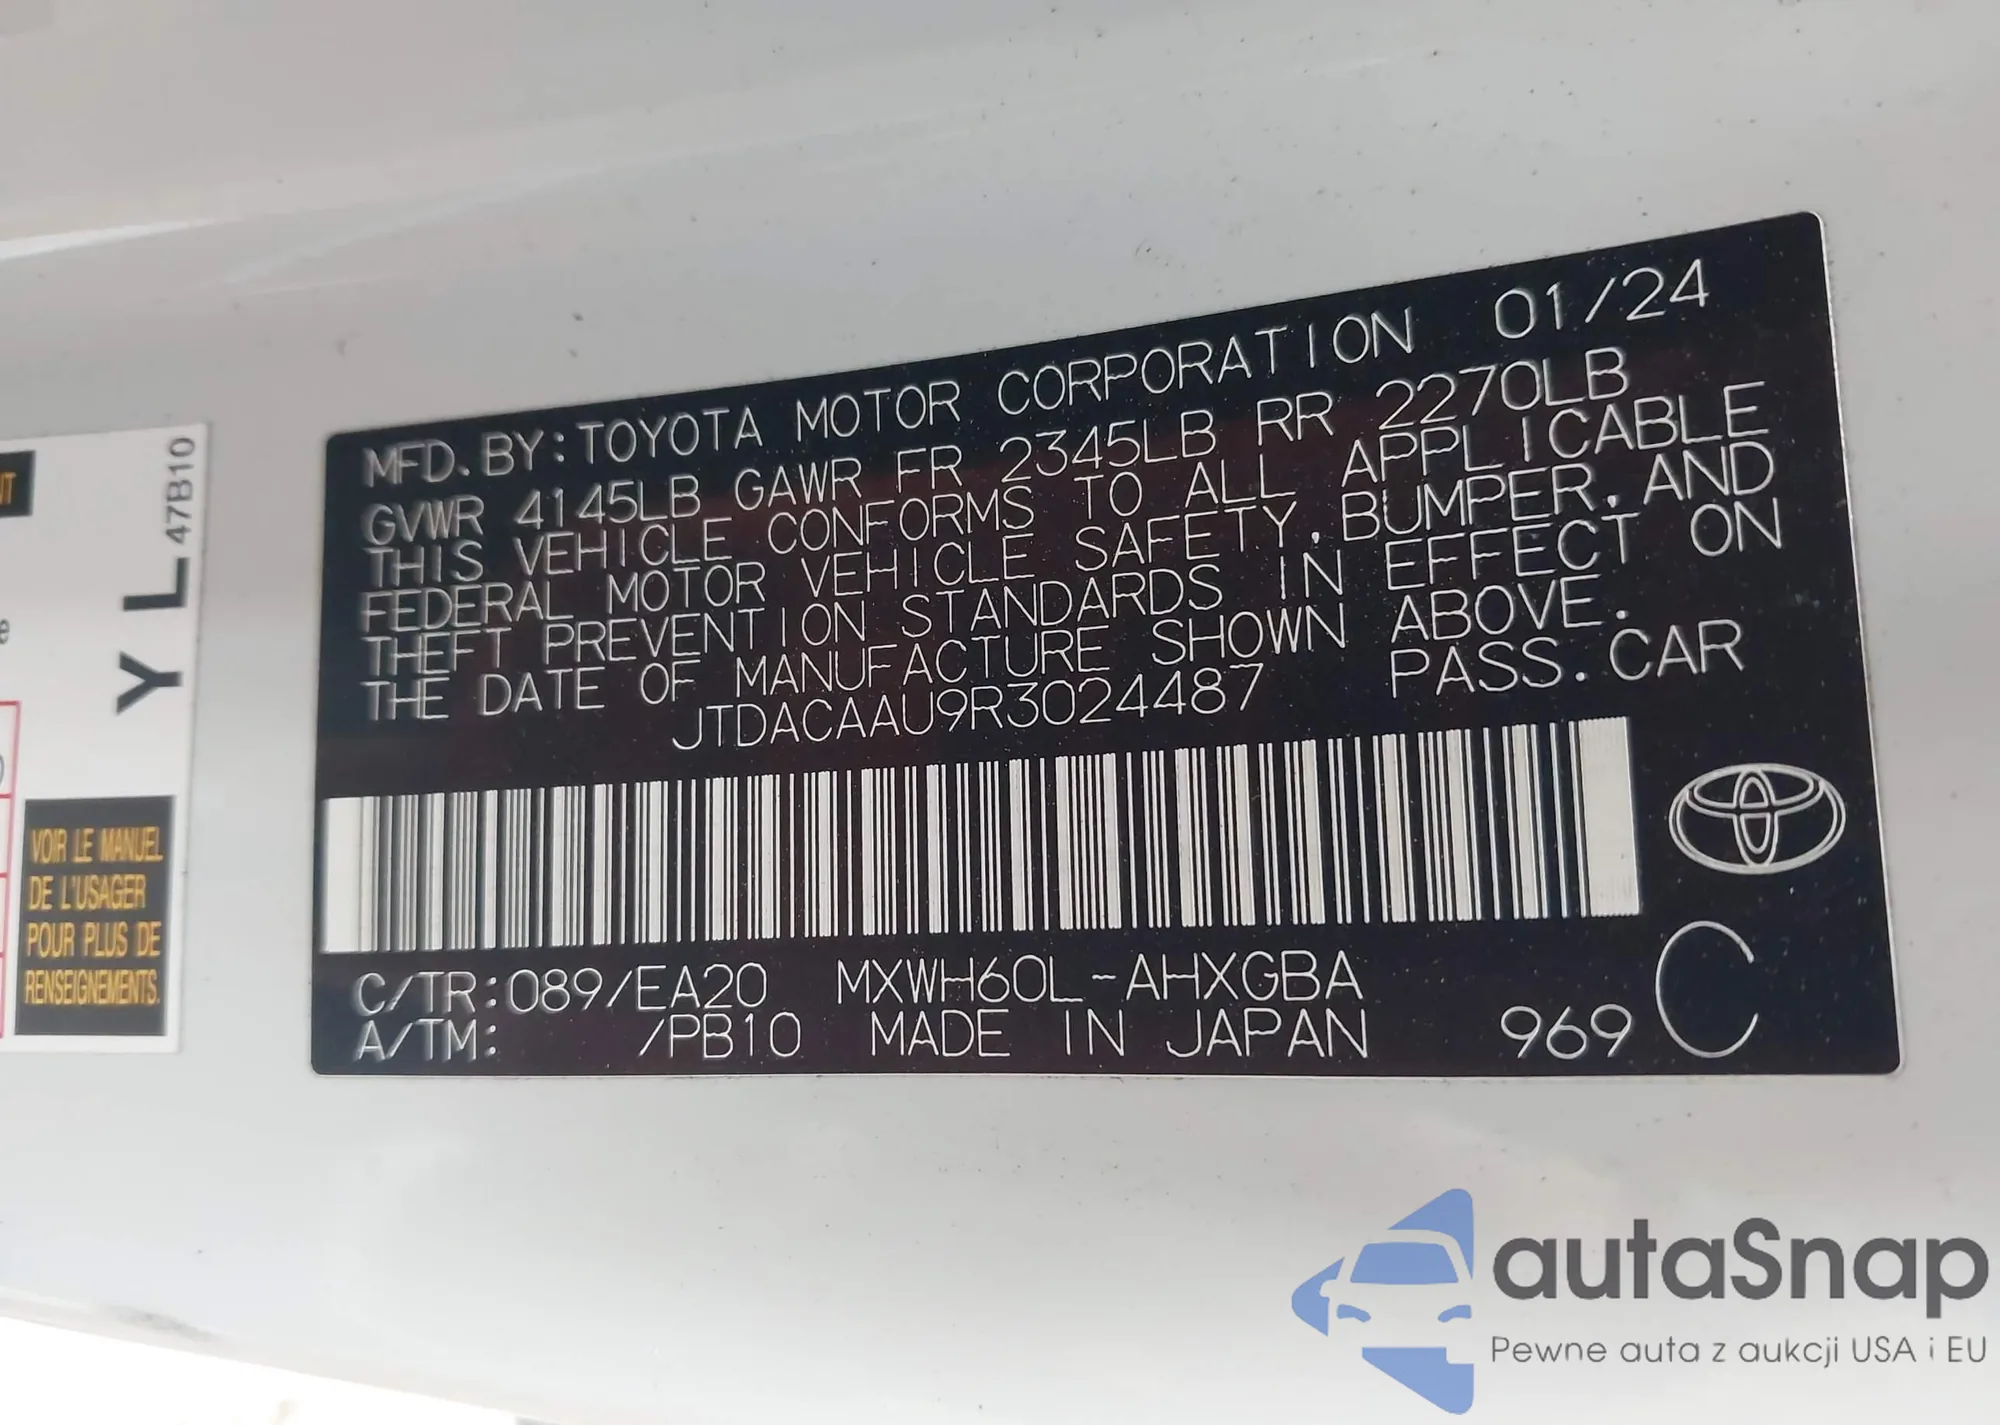 MFD. BY: TOYOTA MOTOR CORPORATION 01/24
GVWR 4145LB GAWR FR 2345LB RR 2270LB
THIS VEHICLE CONFORMS TO ALL APPLICABLE
FEDERAL MOTOR VEHICLE SAFETY, BUMPER, AND
THEFT PREVENTION STANDARDS IN EFFECT ON
THE DATE OF MANUFACTURE SHOWN ABOVE.
JTDACAAU9R3024487 PASS. CAR
C/TR: 089/EA20 MXWH60L-AHXGBA
A/TM: /PB10 MADE IN JAPAN 969 C
YL 47B10
VOIR LE MANUEL
DE L'USAGER
POUR PLUS DE
RENSEIGNEMENTS.
autaSnap
Pewne auta z aukcji USA i EU